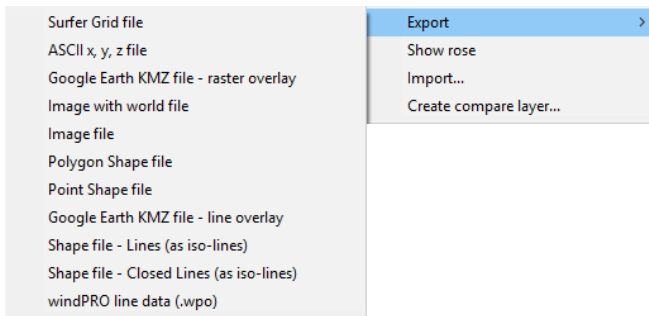 Export
Show rose
Import...
Create compare layer...
Surfer Grid file
ASCII x, y, z file
Google Earth KMZ file - raster overlay
Image with world file
Image file
Polygon Shape file
Point Shape file
Google Earth KMZ file - line overlay
Shape file - Lines (as iso-lines)
Shape file - Closed Lines (as iso-lines)
windPRO line data (.wpo)